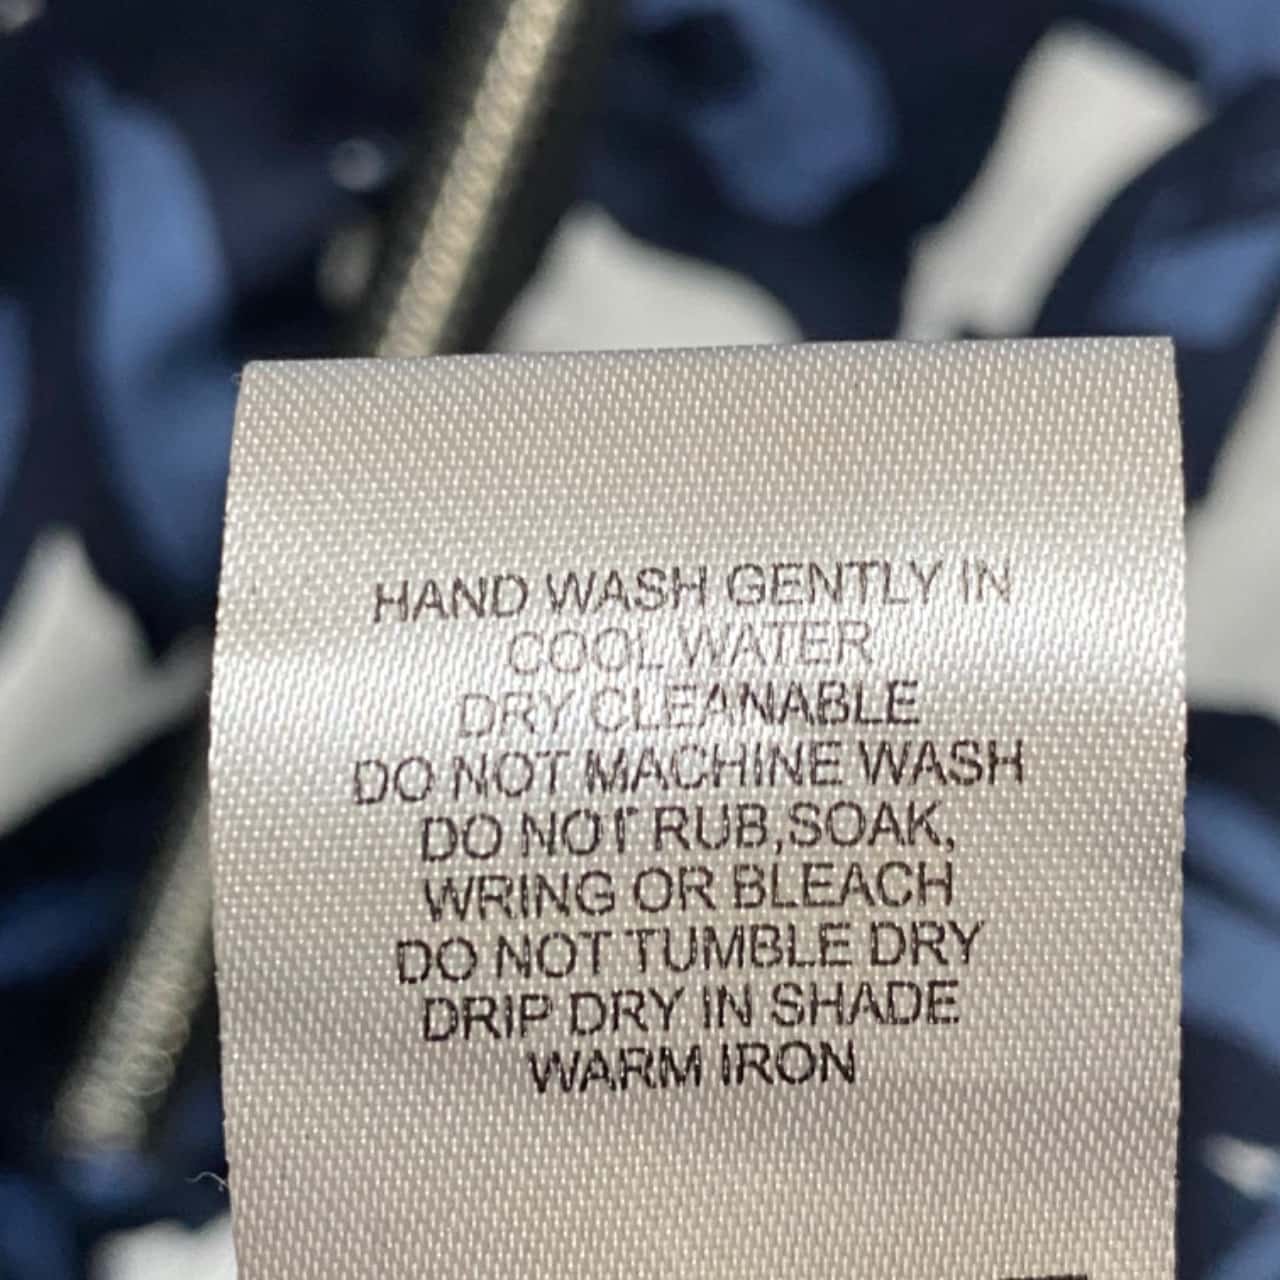 HAND WASH GENTLY IN
COOL WATER
DRY CLEANABLE
DO NOT MACHINE WASH
DO NOT RUB,SOAK,
WRING OR BLEACH
DO NOT TUMBLE DRY
DRIP DRY IN SHADE
WARM IRON